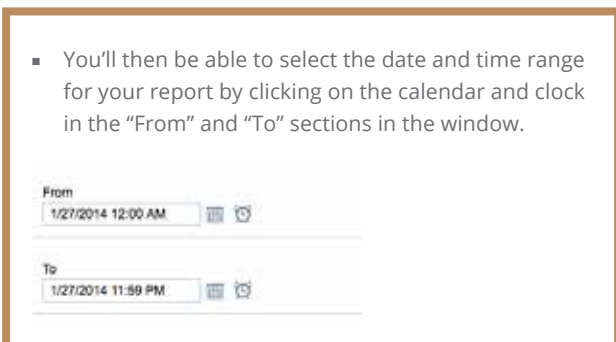 ▪ You’ll then be able to select the date and time range
for your report by clicking on the calendar and clock
in the “From” and “To” sections in the window.
From
1/27/2014 12:00 AM
To
1/27/2014 11:59 PM